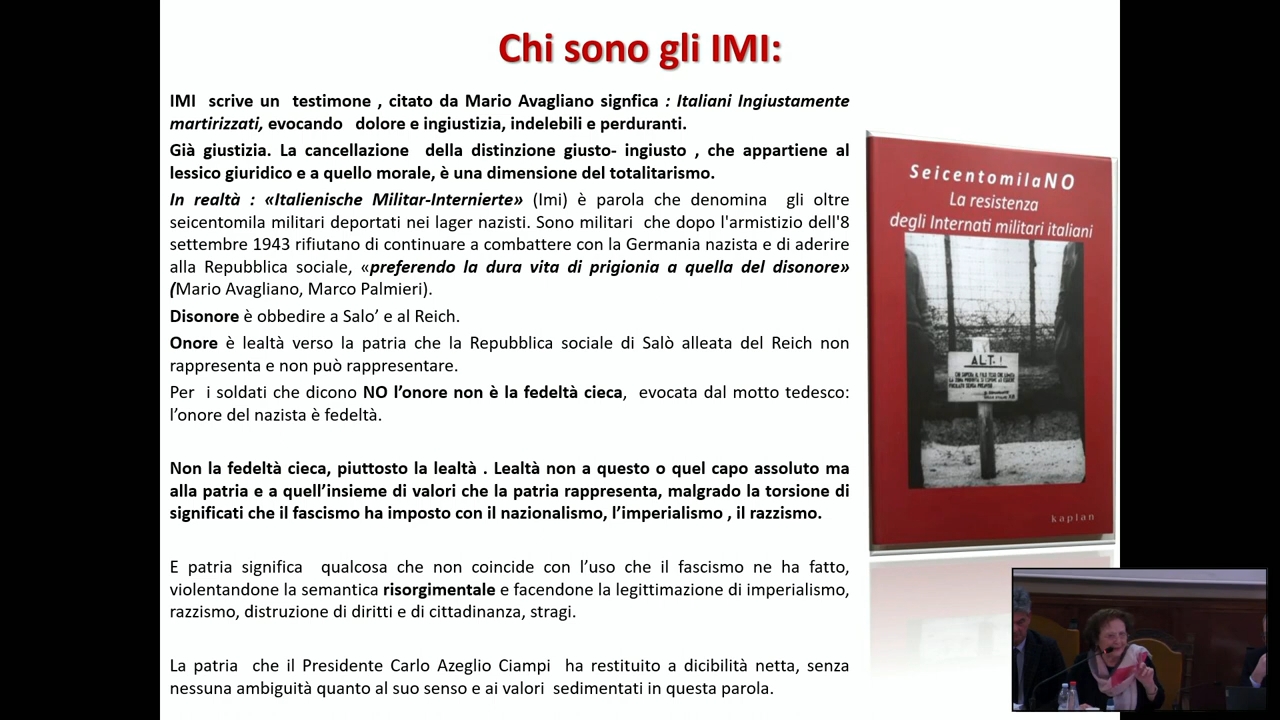 Chi sono gli IMI:
IMI scrive un testimone , citato da Mario Avagliano signfica : Italiani Ingiustamente
martirizzati, evocando dolore e ingiustizia, indelebili e perduranti.
Già giustizia. La cancellazione della distinzione giusto- ingiusto , che appartiene al
lessico giuridico e a quello morale, è una dimensione del totalitarismo.
In realtà : «Italienische Militar-Internierte» (Imi) è parola che denomina gli oltre
seicentomila militari deportati nei lager nazisti. Sono militari che dopo l'armistizio dell'8
settembre 1943 rifiutano di continuare a combattere con la Germania nazista e di aderire
alla Repubblica sociale, «preferendo la dura vita di prigionia a quella del disonore»
(Mario Avagliano, Marco Palmieri).
Disonore è obbedire a Salo’ e al Reich.
Onore è lealtà verso la patria che la Repubblica sociale di Salò alleata del Reich non
rappresenta e non può rappresentare.
Per i soldati che dicono NO l’onore non è la fedeltà cieca, evocata dal motto tedesco:
l’onore del nazista è fedeltà.
Non la fedeltà cieca, piuttosto la lealtà . Lealtà non a questo o quel capo assoluto ma
alla patria e a quell’insieme di valori che la patria rappresenta, malgrado la torsione di
significati che il fascismo ha imposto con il nazionalismo, l’imperialismo , il razzismo.
E patria significa qualcosa che non coincide con l’uso che il fascismo ne ha fatto,
violentandone la semantica risorgimentale e facendone la legittimazione di imperialismo,
razzismo, distruzione di diritti e di cittadinanza, stragi.
La patria che il Presidente Carlo Azeglio Ciampi ha restituito a dicibilità netta, senza
nessuna ambiguità quanto al suo senso e ai valori sedimentati in questa parola.
SeicentomilaNO
La resistenza
degli Internati militari italiani
ALT!
kaplan